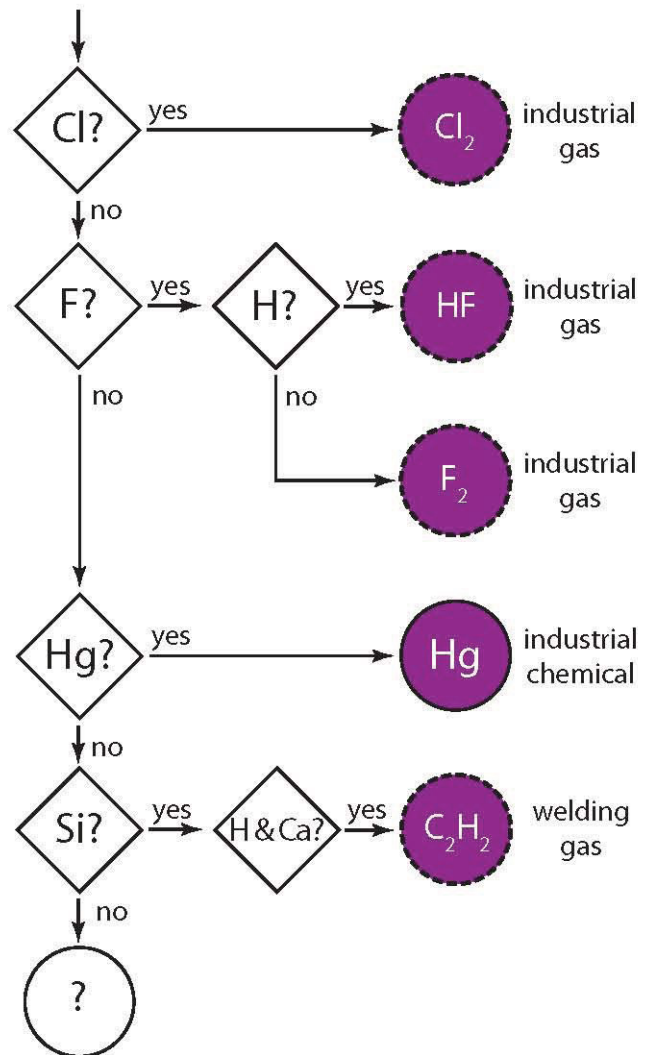 Cl?
yes
Cl₂
industrial
gas
no
F?
yes
H?
yes
HF
industrial
gas
no
no
F₂
industrial
gas
Hg?
yes
Hg
industrial
chemical
no
Si?
yes
H & Ca?
yes
C₂H₂
welding
gas
no
?